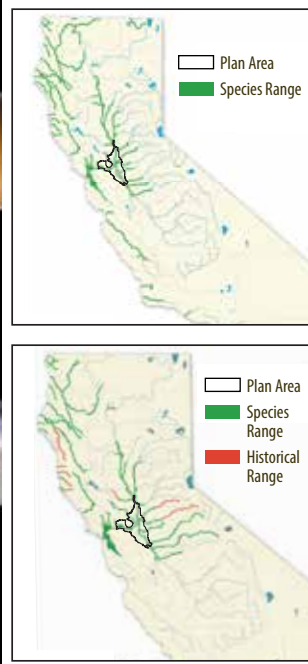 Plan Area
Species Range
Plan Area
Species
Range
Historical
Range